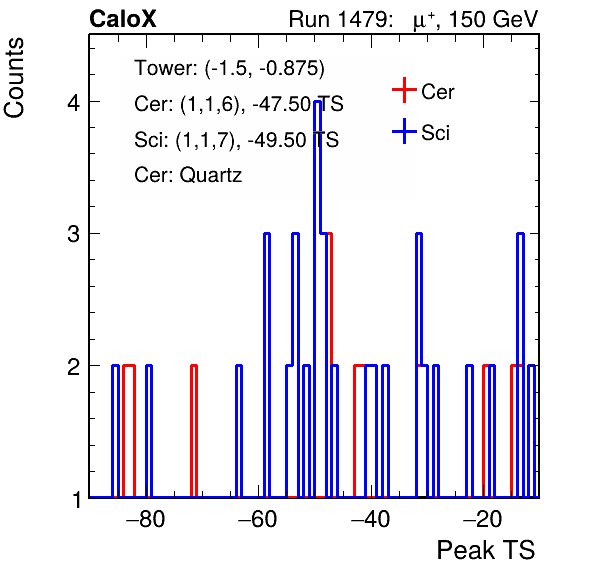 CaloX Run 1479: μ⁺, 150 GeV
Counts
Tower: (-1.5, -0.875)
Cer: (1,1,6), -47.50 TS
Sci: (1,1,7), -49.50 TS
Cer: Quartz
Cer
Sci
4
3
2
1
−80 −60 −40 −20
Peak TS